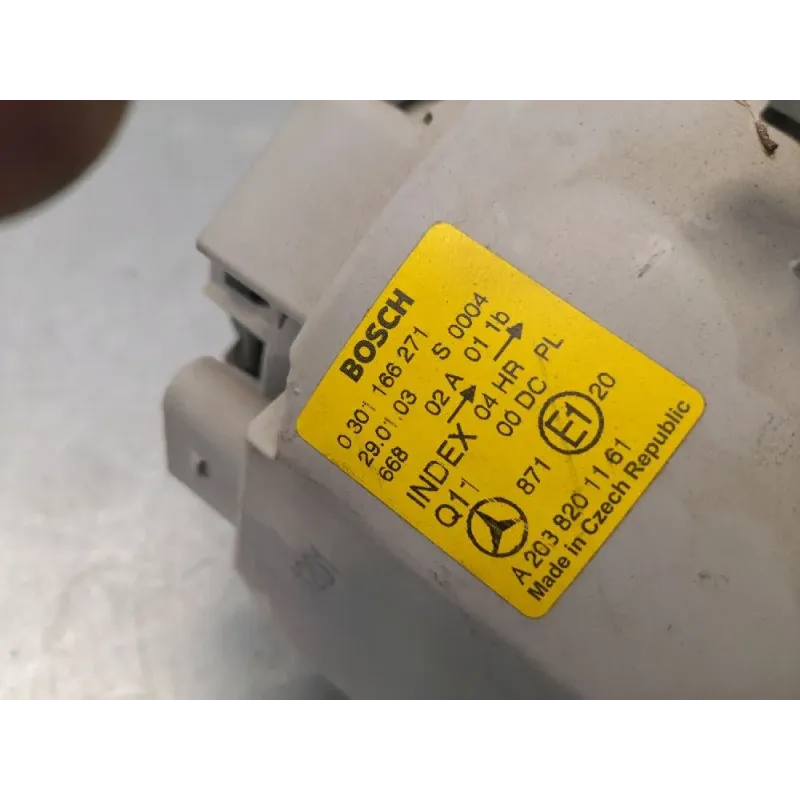 BOSCH
0 301 166 271
29.01.03 S 0004
668 02 A 01 1b
INDEX 04 HR PL
Q11 00 DC
871 E1 20
A 203 820 11 61
Made in Czech Republic